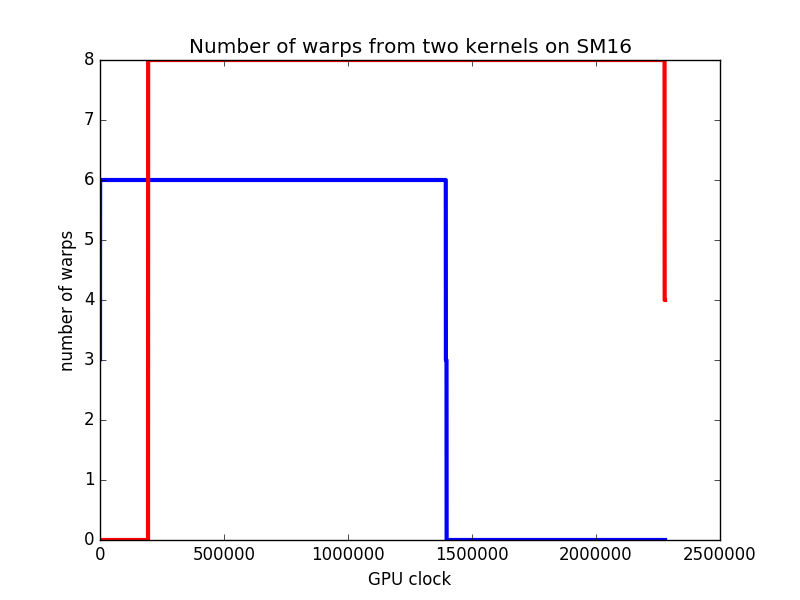 Number of warps from two kernels on SM16
8
7
6
5
4
3
2
1
0
number of warps
0 500000 1000000 1500000 2000000 2500000
GPU clock